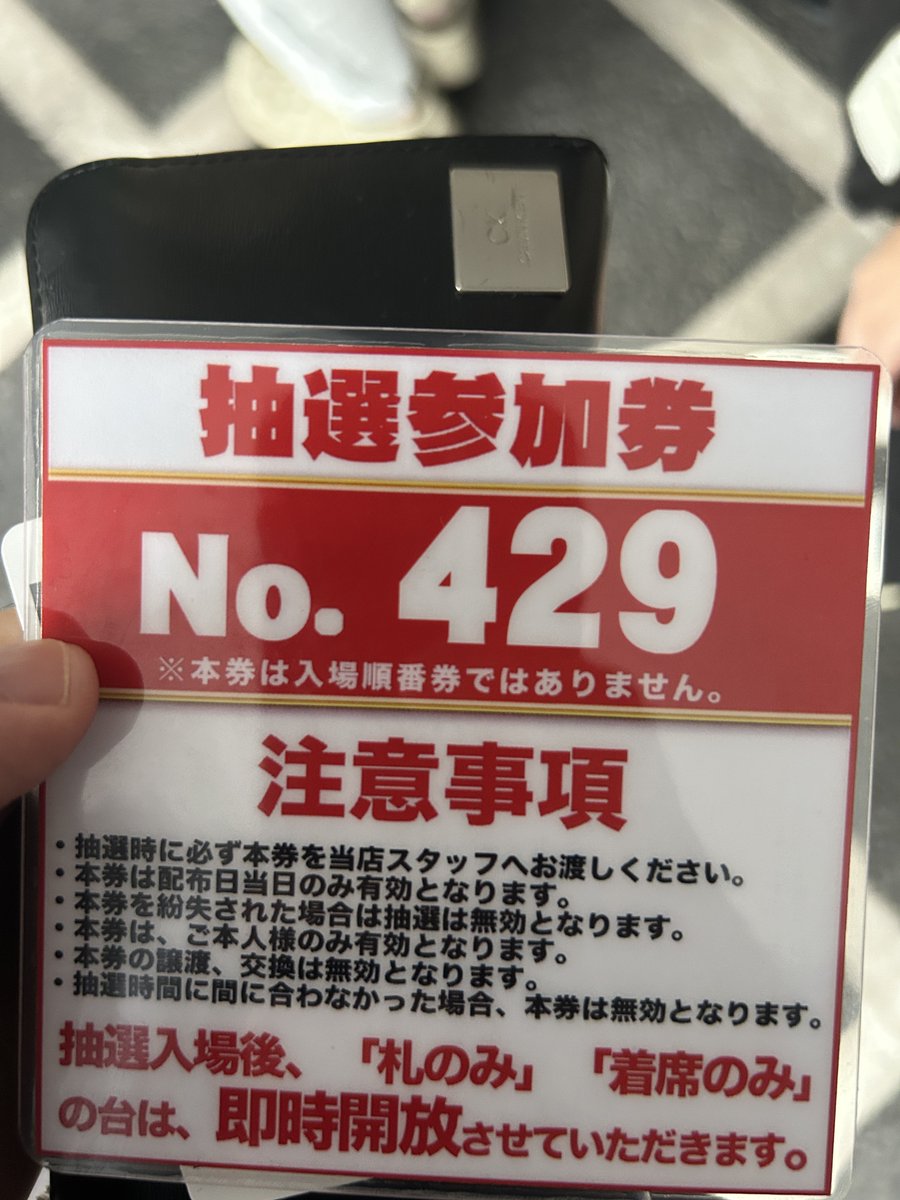 CK
抽選参加券
No. 429
※本券は入場順番券ではありません。
注意事項
・抽選時に必ず本券を当店スタッフへお渡しください。
・本券は配布日当日のみ有効となります。
・本券を紛失された場合は抽選は無効となります。
・本券は、ご本人様のみ有効となります。
・本券の譲渡、交換は無効となります。
・抽選時間に間に合わなかった場合、本券は無効となります。
抽選入場後、「札のみ」「着席のみ」
の台は、即時開放させていただきます。